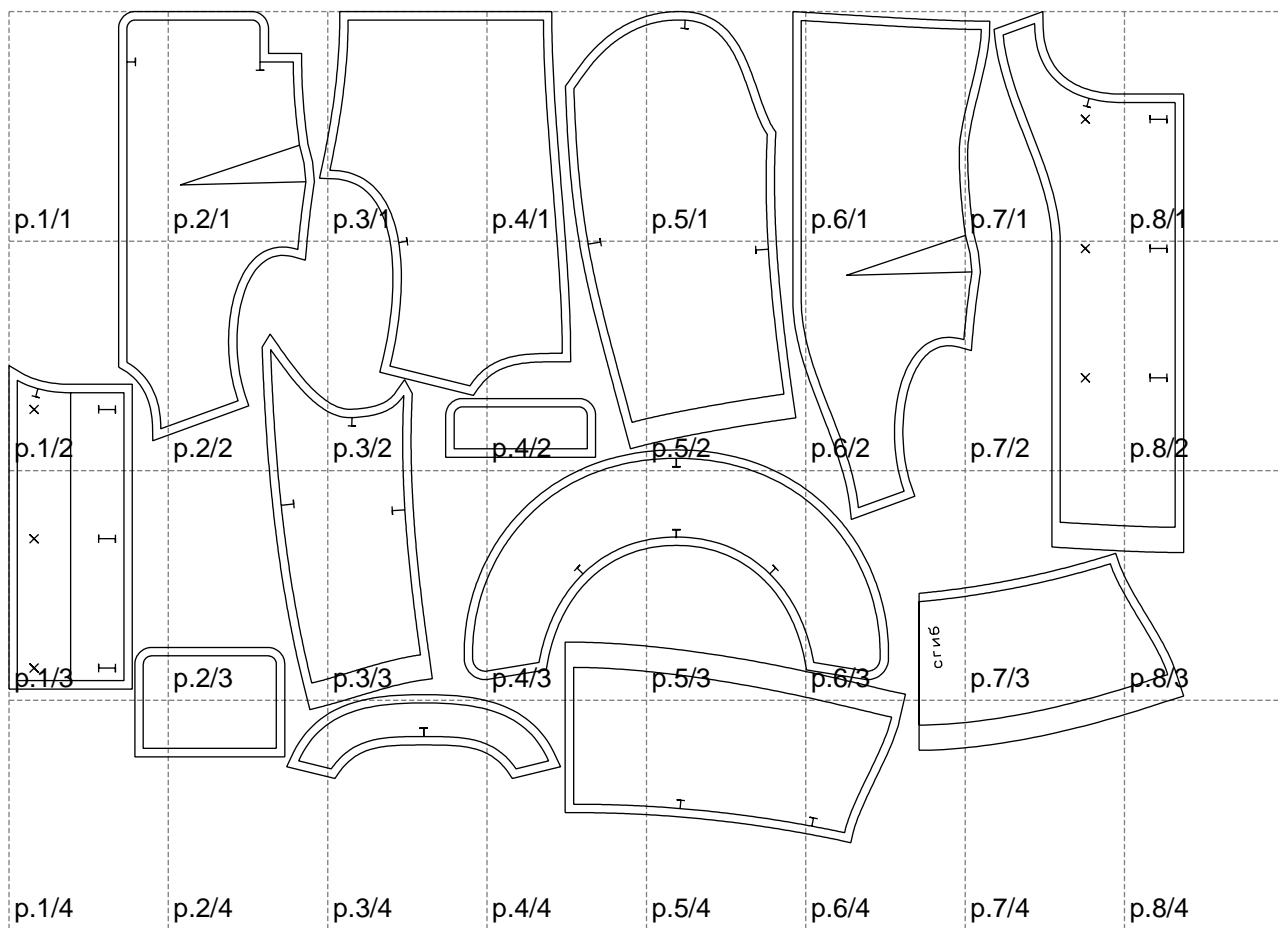 p.1/1 p.2/1 p.3/1 p.4/1 p.5/1 p.6/1 p.7/1 p.8/1
p.1/2 p.2/2 p.3/2 p.4/2 p.5/2 p.6/2 p.7/2 p.8/2
сгиб
p.1/3 p.2/3 p.3/3 p.4/3 p.5/3 p.6/3 p.7/3 p.8/3
p.1/4 p.2/4 p.3/4 p.4/4 p.5/4 p.6/4 p.7/4 p.8/4